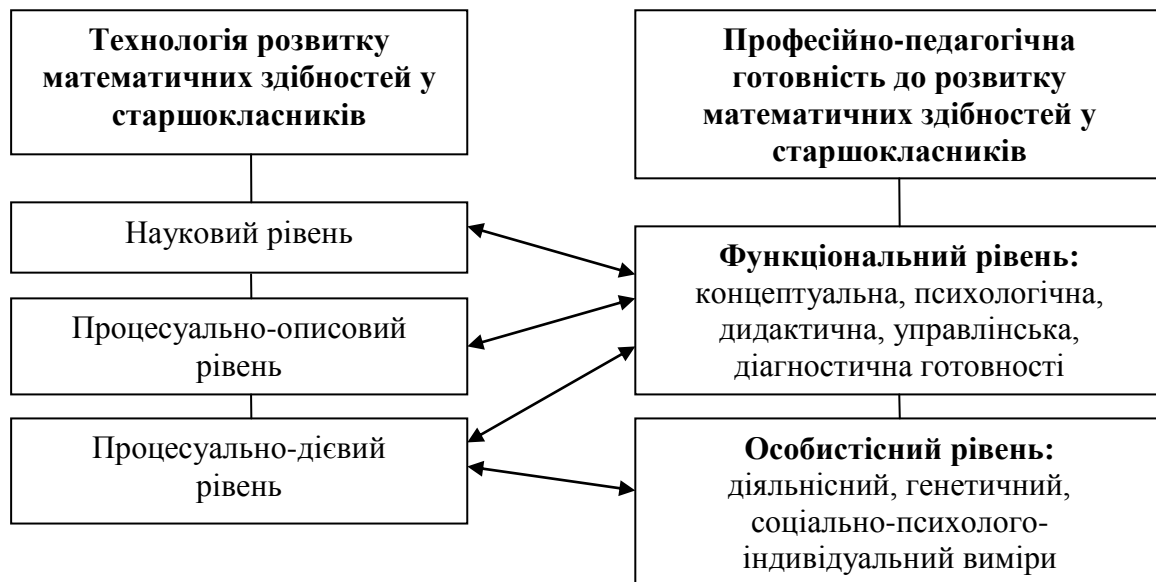 Технологія розвитку
математичних здібностей у
старшокласників
Науковий рівень
Процесуально-описовий
рівень
Процесуально-дієвий
рівень
Професійно-педагогічна
готовність до розвитку
математичних здібностей у
старшокласників
Функціональний рівень:
концептуальна, психологічна,
дидактична, управлінська,
діагностична готовності
Особистісний рівень:
діяльнісний, генетичний,
соціально-психолого-
індивідуальний виміри